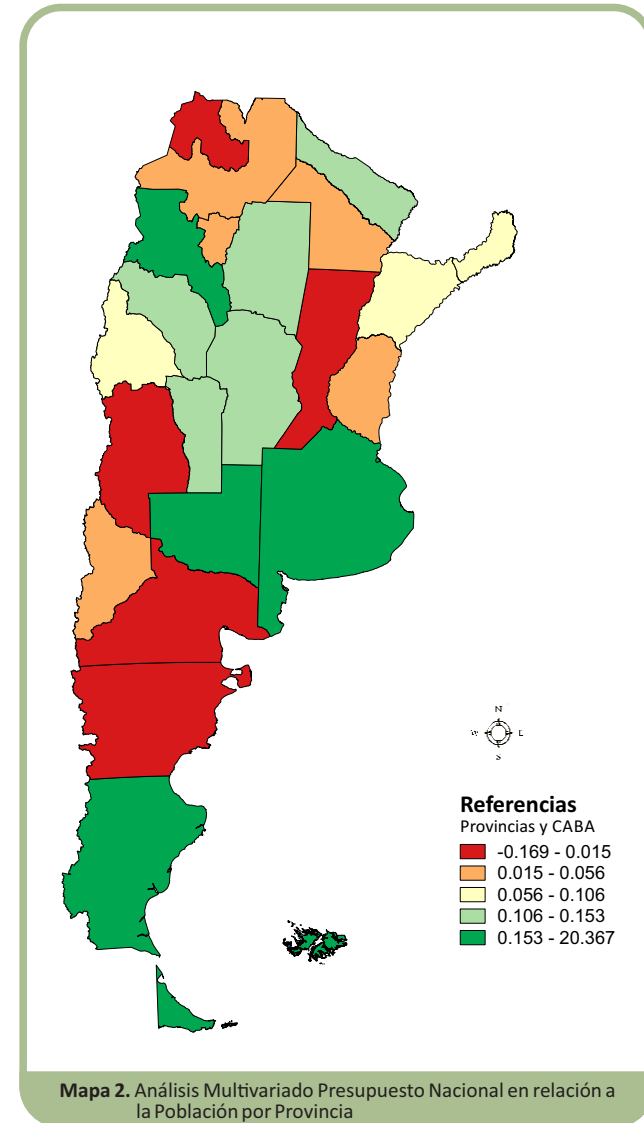 N
W E
S
Referencias
Provincias y CABA
-0.169 - 0.015
0.015 - 0.056
0.056 - 0.106
0.106 - 0.153
0.153 - 20.367
Mapa 2. Análisis Multivariado Presupuesto Nacional en relación a
la Población por Provincia